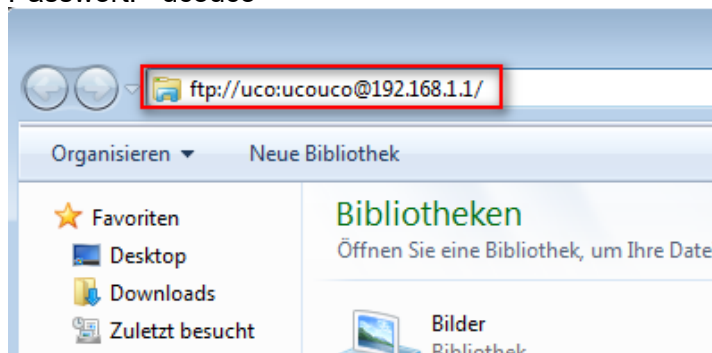 ftp://uco:ucouco@192.168.1.1/
Organisieren Neue Bibliothek
Favoriten
Desktop
Downloads
Zuletzt besucht
Bibliotheken
Öffnen Sie eine Bibliothek, um Ihre Date
Bilder
Bibliothek